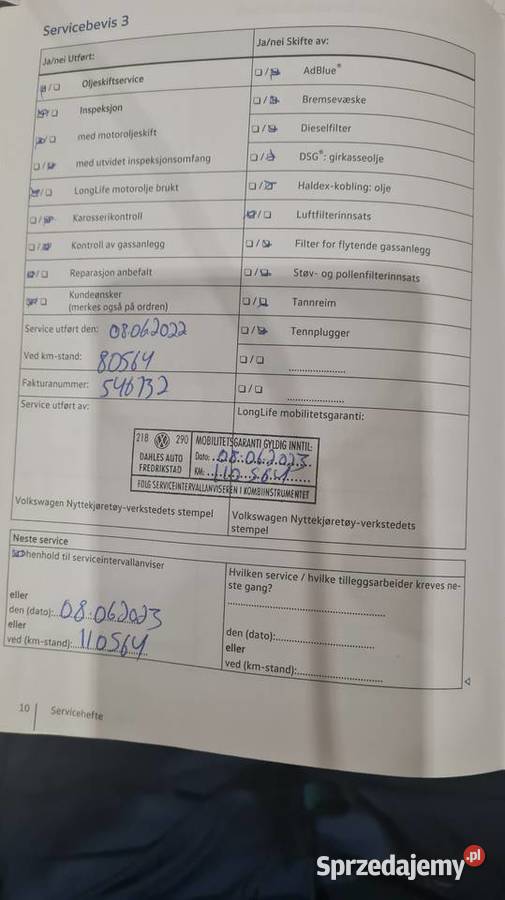 Servicebevis 3
Ja/nei Utført:
☑/☐ Oljeskiftservice
☑/☐ Inspeksjon
☑/☐ med motoroljeskift
☐/☑ med utvidet inspeksjonsomfang
☑/☐ LongLife motorolje brukt
☐/☑ Karosserikontroll
☐/☑ Kontroll av gassanlegg
☑/☐ Reparasjon anbefalt
☑/☐ Kundeønsker
(merkes også på ordren)
Service utført den: 08.06.2022
Ved km-stand: 80564
Fakturanummer: 546732
Service utført av:
Ja/nei Skifte av:
☐/☑ AdBlue®
☐/☑ Bremsevæske
☐/☑ Dieselfilter
☐/☑ DSG®: girkasseolje
☐/☑ Haldex-kobling: olje
☑/☐ Luftfilterinnsats
☐/☑ Filter for flytende gassanlegg
☐/☑ Støv- og pollenfilterinnsats
☐/☑ Tannreim
☐/☑ Tennplugger
☐/☐ ....................
☐/☐ ....................
LongLife mobilitetsgaranti:
218 VW 290
DAHLES AUTO
FREDRIKSTAD
MOBILITETSGARANTI GYLDIG INNTIL:
Dato: 08.06.2023
KM: 110564
FØLG SERVICEINTERVALLANVISEREN I KOMBIINSTRUMENTET
Volkswagen Nyttekjøretøy-verkstedets stempel
Volkswagen Nyttekjøretøy-verkstedets
stempel
Neste service
henhold til serviceintervallanviser
eller
den (dato): 08.06.2023
eller
ved (km-stand): 110564
Hvilken service / hvilke tilleggsarbeider kreves ne-
ste gang?
........................................
den (dato):.........................
eller
ved (km-stand):.....................
10 Servicehefte
Sprzedajemy.pl